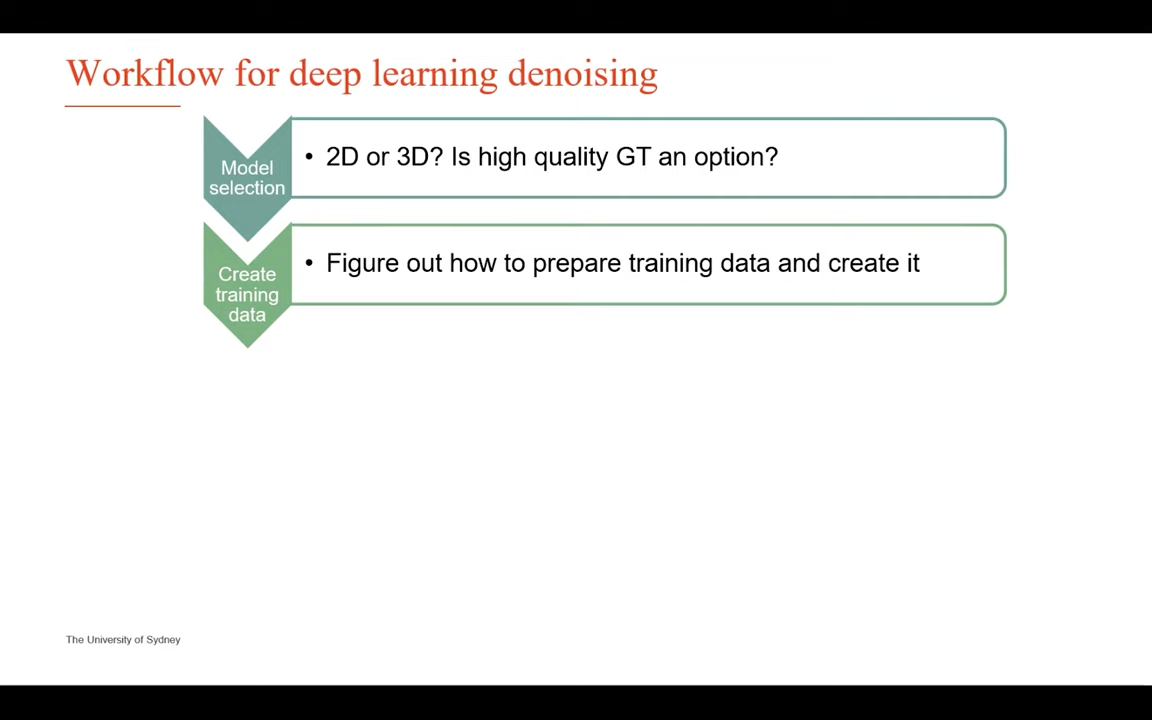 Workflow for deep learning denoising
Model
selection
• 2D or 3D? Is high quality GT an option?
Create
training
data
• Figure out how to prepare training data and create it
The University of Sydney